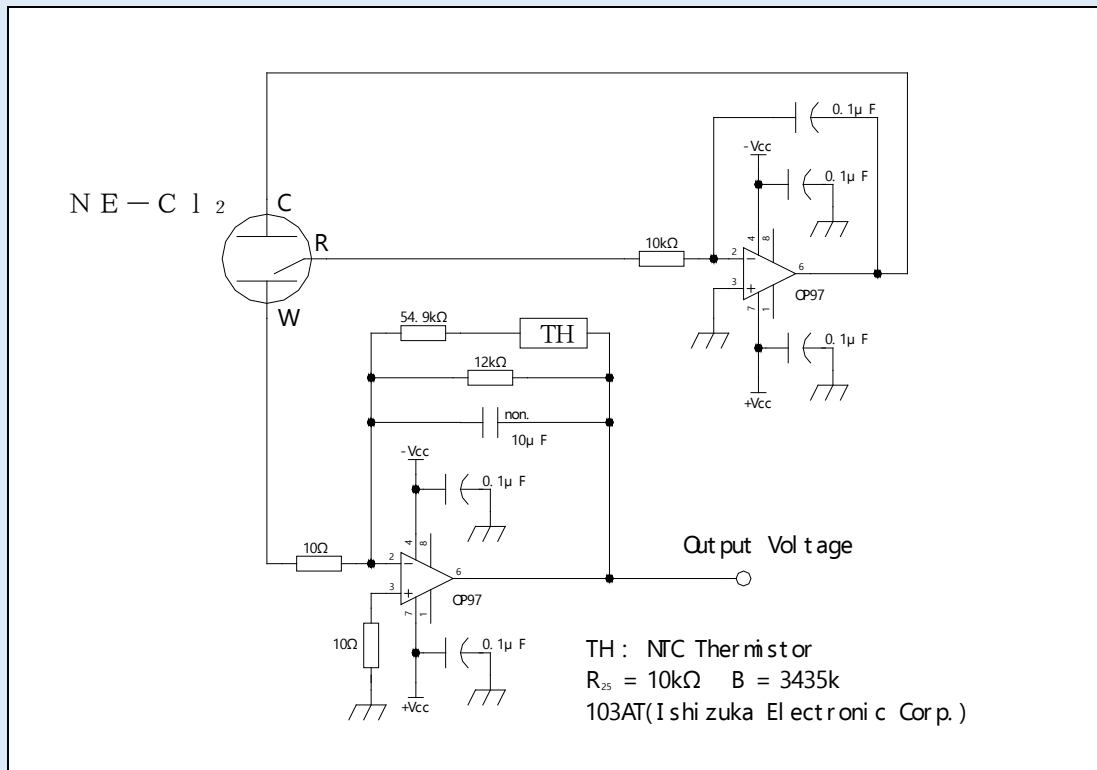 0.1μF
-Vcc
0.1μF
NE-Cl₂
C
R
10kΩ
4
8
2
-
6
3
+
OP97
7
1
W
54.9kΩ
TH
0.1μF
12kΩ
+Vcc
non.
10μF
-Vcc
0.1μF
4
8
Output Voltage
10Ω
2
-
6
3
+
OP97
7
1
10Ω
0.1μF
+Vcc
TH: NTC Thermistor
R₂₅ = 10kΩ B = 3435k
103AT(Ishizuka Electronic Corp.)